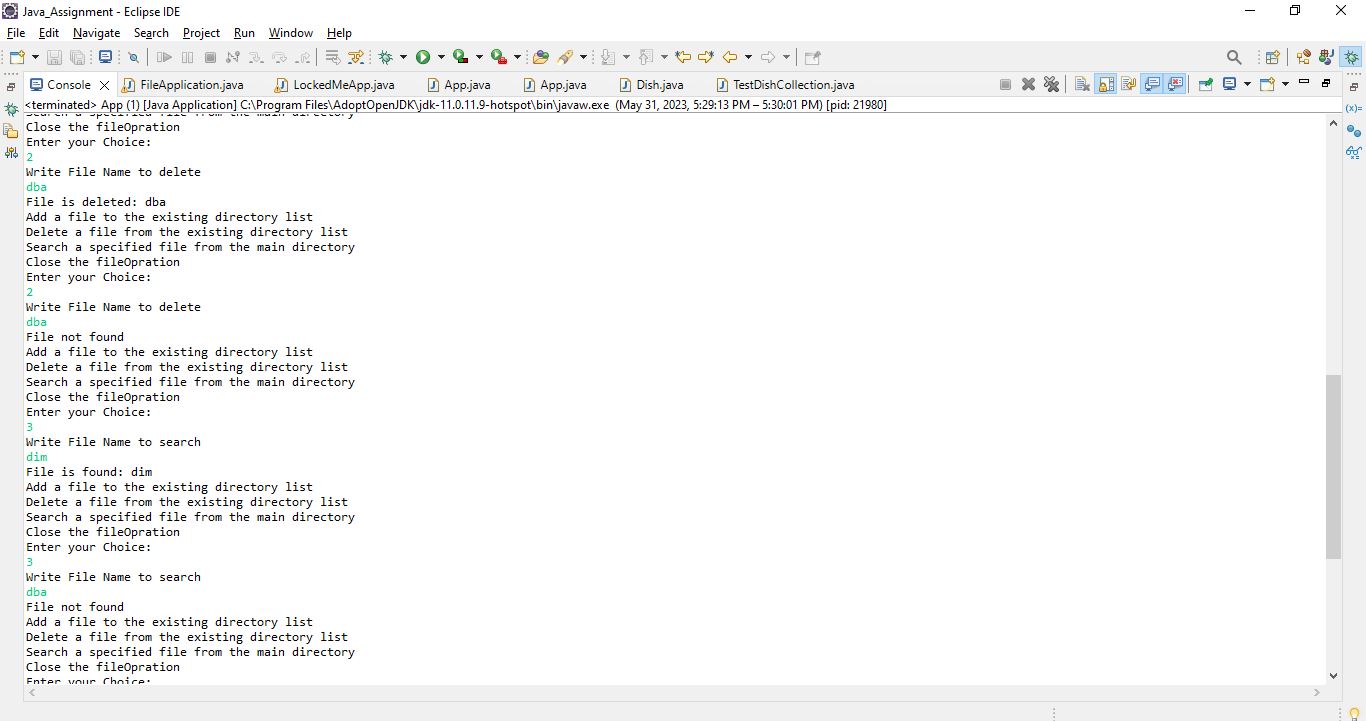 Java_Assignment - Eclipse IDE
File Edit Navigate Search Project Run Window Help
Console FileApplication.java LockedMeApp.java App.java App.java Dish.java TestDishCollection.java
<terminated> App (1) [Java Application] C:\Program Files\AdoptOpenJDK\jdk-11.0.11.9-hotspot\bin\javaw.exe (May 31, 2023, 5:29:13 PM – 5:30:01 PM) [pid: 21980]
Search a specified file from the main directory
Close the fileOpration
Enter your Choice:
2
Write File Name to delete
dba
File is deleted: dba
Add a file to the existing directory list
Delete a file from the existing directory list
Search a specified file from the main directory
Close the fileOpration
Enter your Choice:
2
Write File Name to delete
dba
File not found
Add a file to the existing directory list
Delete a file from the existing directory list
Search a specified file from the main directory
Close the fileOpration
Enter your Choice:
3
Write File Name to search
dim
File is found: dim
Add a file to the existing directory list
Delete a file from the existing directory list
Search a specified file from the main directory
Close the fileOpration
Enter your Choice:
3
Write File Name to search
dba
File not found
Add a file to the existing directory list
Delete a file from the existing directory list
Search a specified file from the main directory
Close the fileOpration
Enter your Choice: